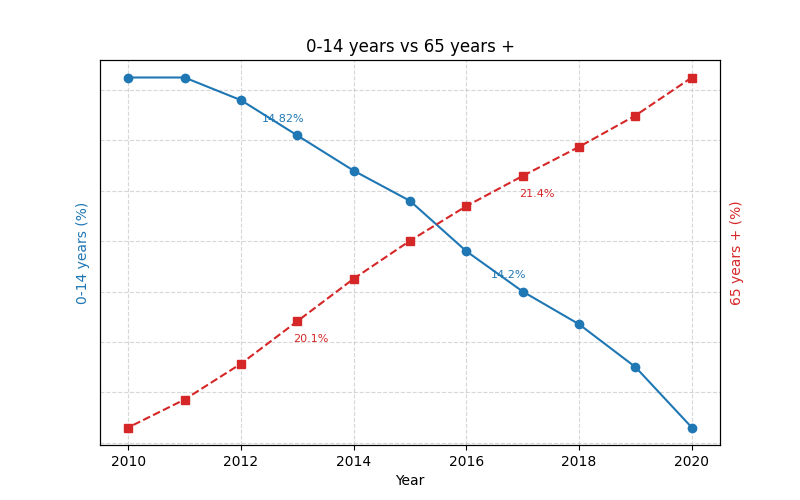 0-14 years vs 65 years +
14.82%
21.4%
14.2%
20.1%
0-14 years (%)
65 years + (%)
2010 2012 2014 2016 2018 2020
Year